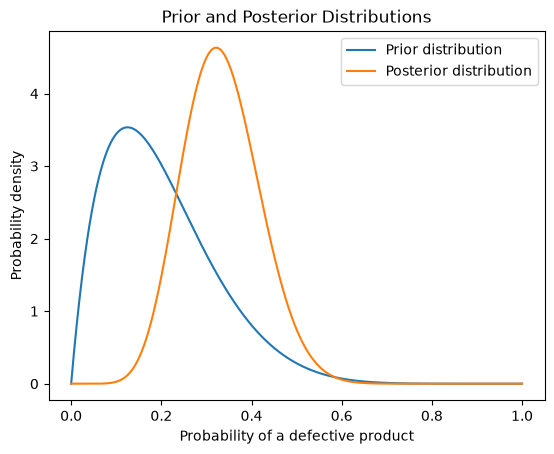 Prior and Posterior Distributions
Prior distribution
Posterior distribution
Probability density
4
3
2
1
0
0.0 0.2 0.4 0.6 0.8 1.0
Probability of a defective product